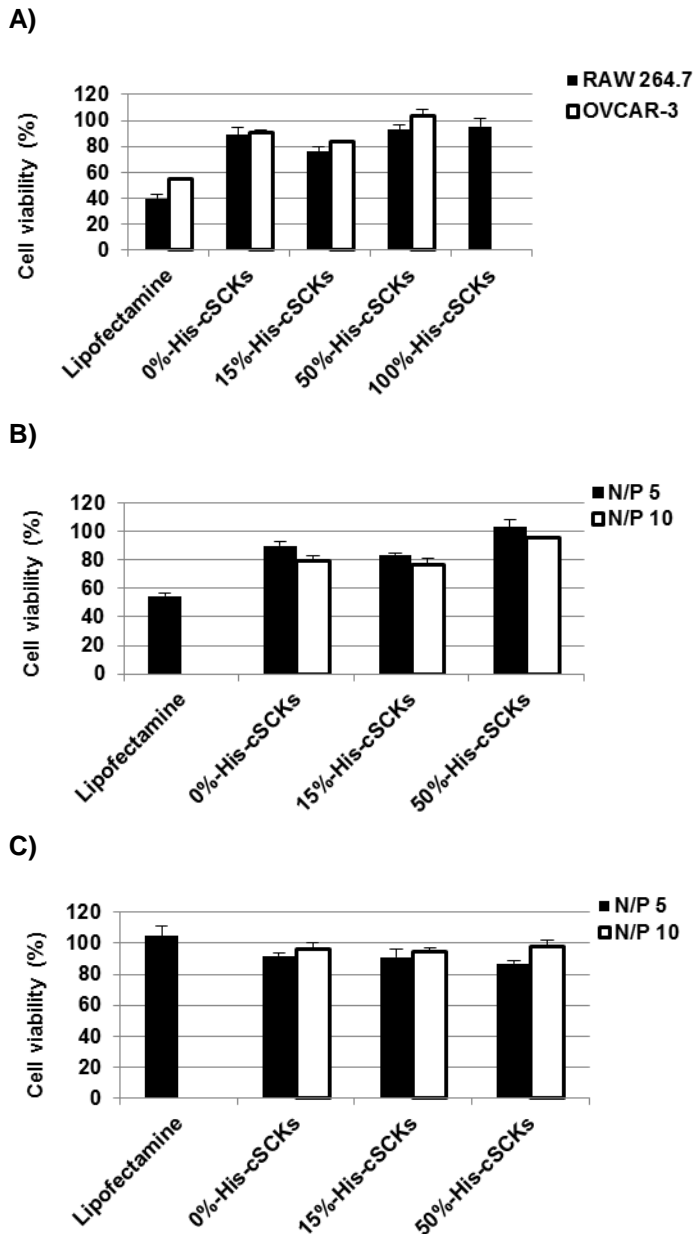 A)
RAW 264.7
OVCAR-3
Cell viability (%)
120
100
80
60
40
20
0
Lipofectamine
0%-His-cSCKs
15%-His-cSCKs
50%-His-cSCKs
100%-His-cSCKs
B)
N/P 5
N/P 10
Cell viability (%)
120
100
80
60
40
20
0
Lipofectamine
0%-His-cSCKs
15%-His-cSCKs
50%-His-cSCKs
C)
N/P 5
N/P 10
Cell viability (%)
120
100
80
60
40
20
0
Lipofectamine
0%-His-cSCKs
15%-His-cSCKs
50%-His-cSCKs